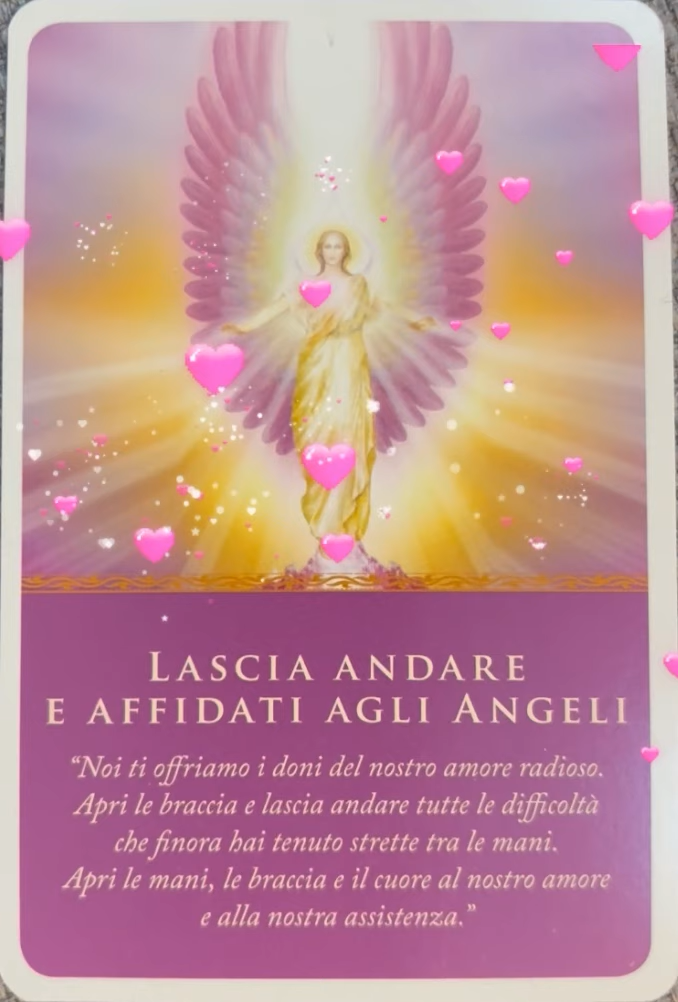 Lascia andare
e affidati agli Angeli
“Noi ti offriamo i doni del nostro amore radioso.
Apri le braccia e lascia andare tutte le difficoltà
che finora hai tenuto strette tra le mani.
Apri le mani, le braccia e il cuore al nostro amore
e alla nostra assistenza.”